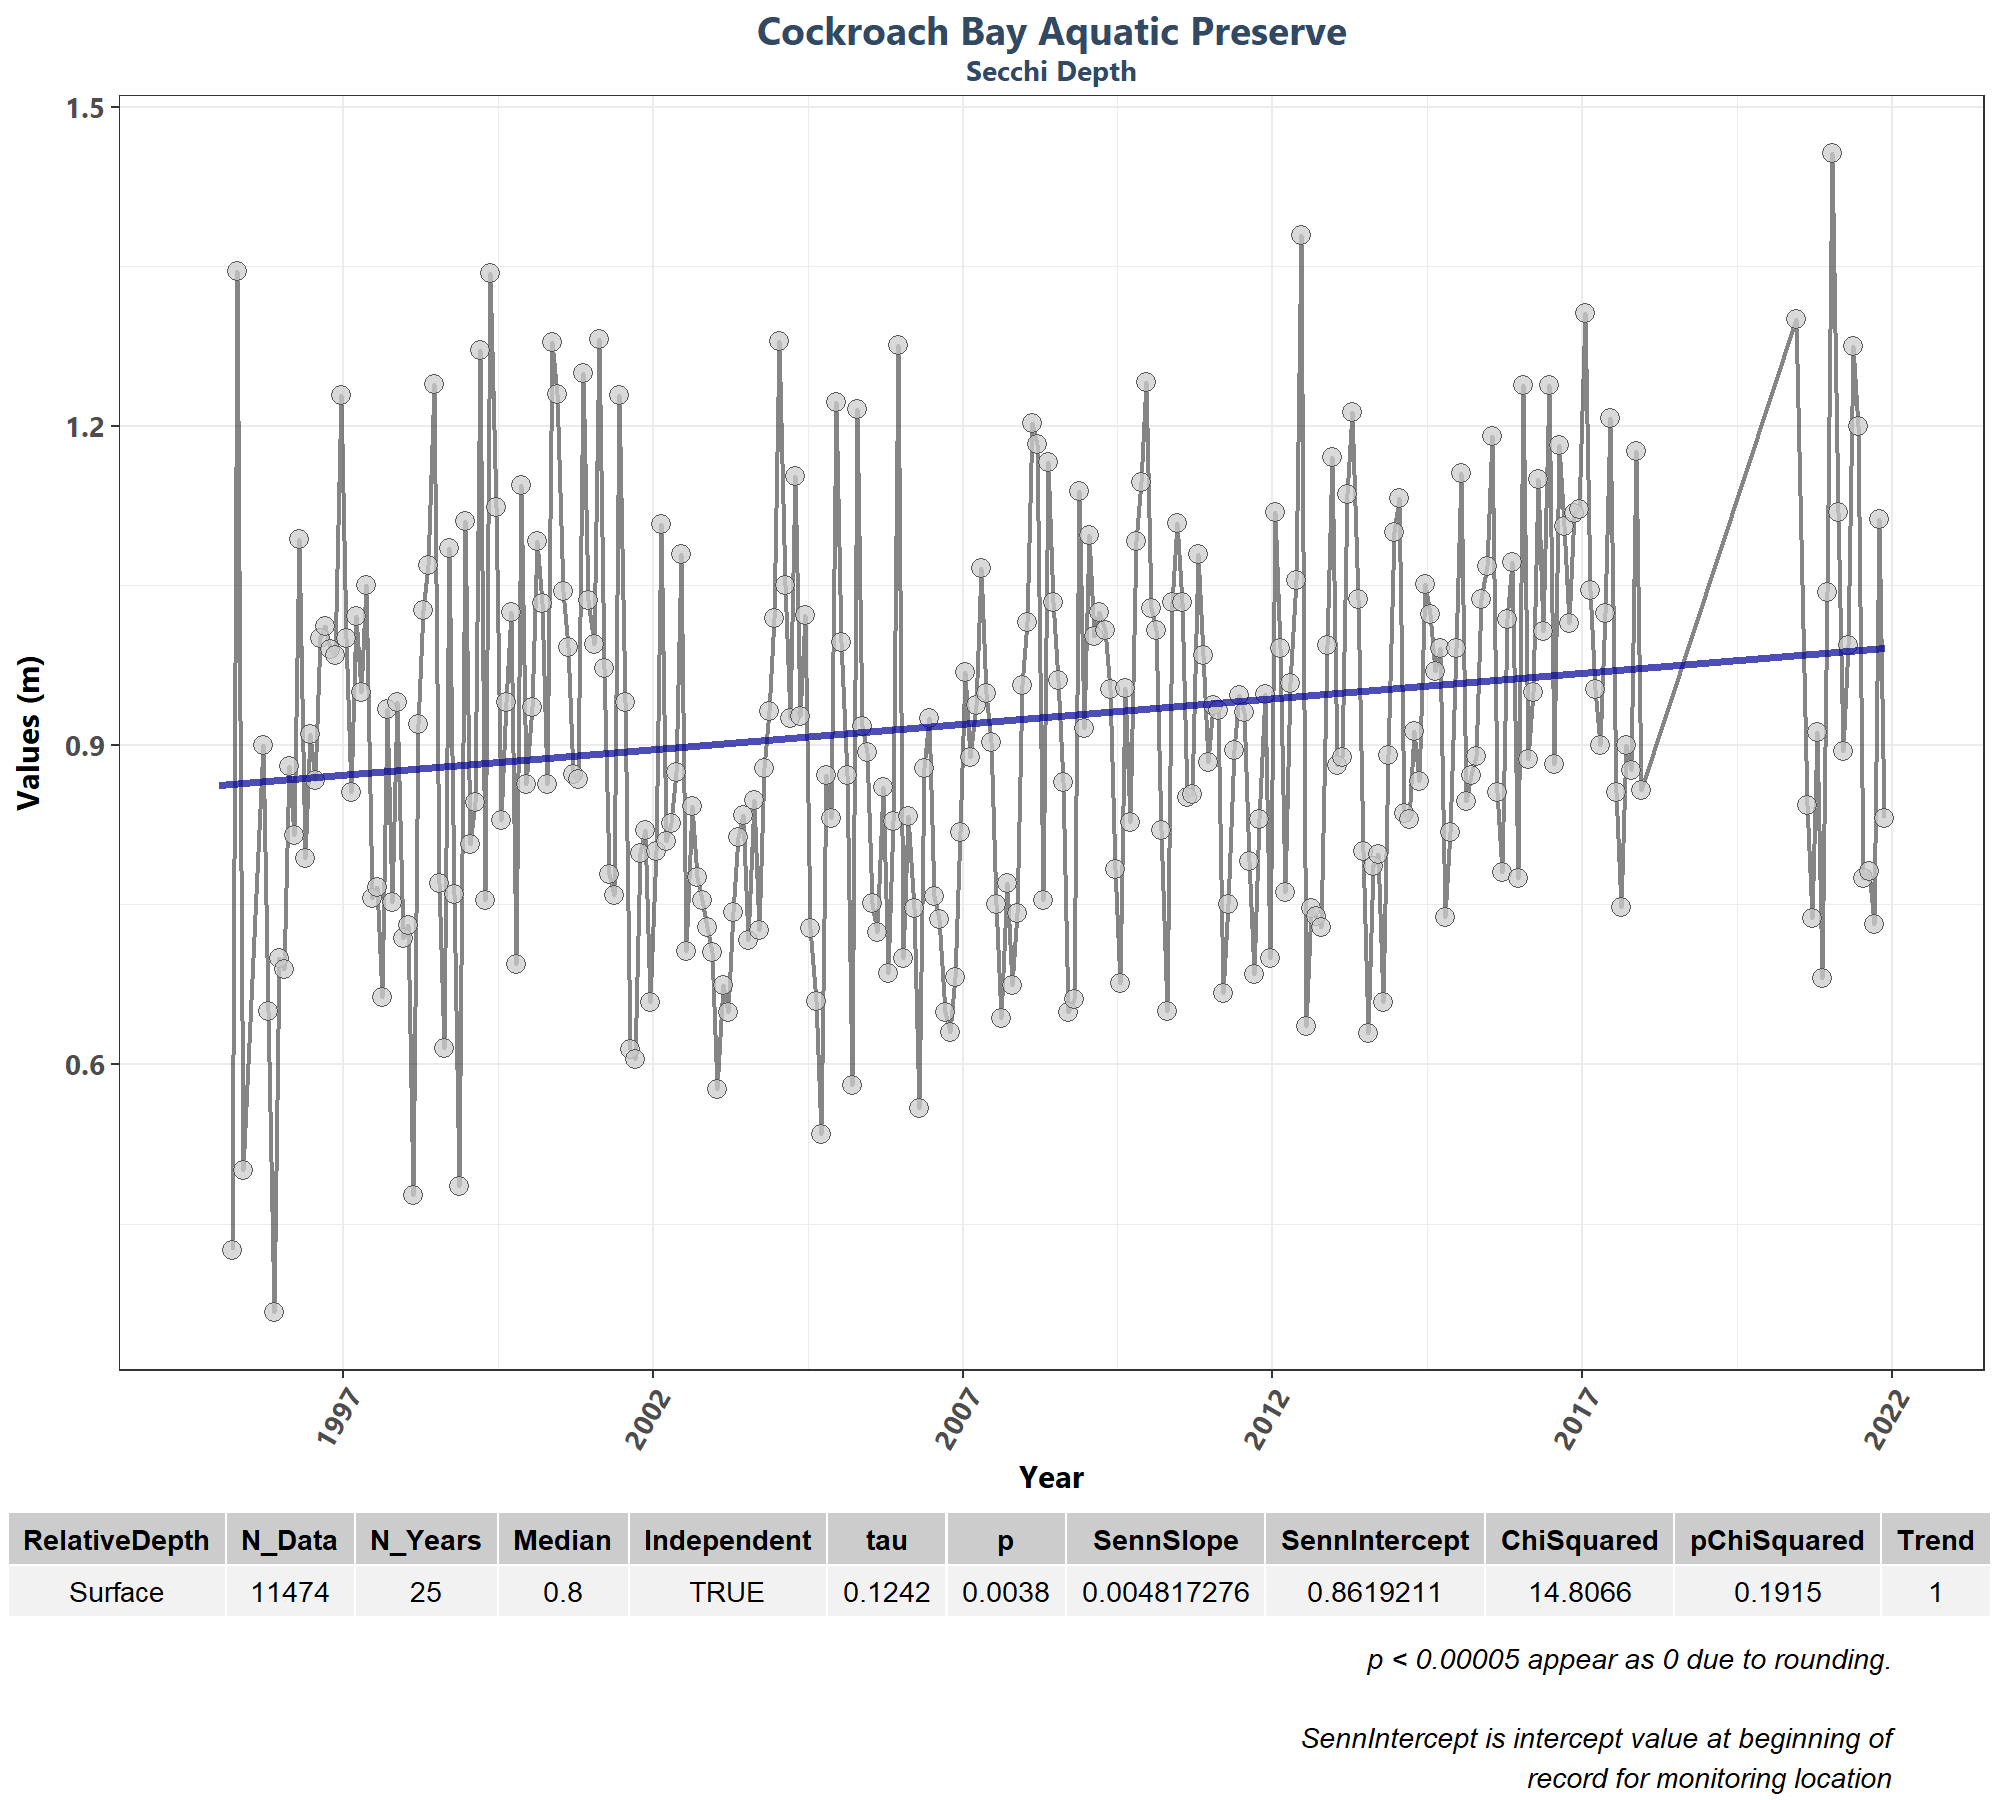 Cockroach Bay Aquatic Preserve
Secchi Depth
1.5
1.2
0.9
0.6
Values (m)
1997
2002
2007
2012
2017
2022
Year
RelativeDepth N_Data N_Years Median Independent tau p SennSlope SennIntercept ChiSquared pChiSquared Trend
Surface 11474 25 0.8 TRUE 0.1242 0.0038 0.004817276 0.8619211 14.8066 0.1915 1
p < 0.00005 appear as 0 due to rounding.
SennIntercept is intercept value at beginning of
record for monitoring location